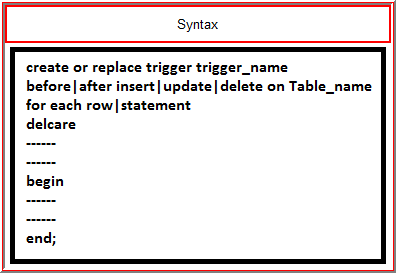 Syntax
create or replace trigger trigger_name
before|after insert|update|delete on Table_name
for each row|statement
delcare
------
------
begin
------
------
end;